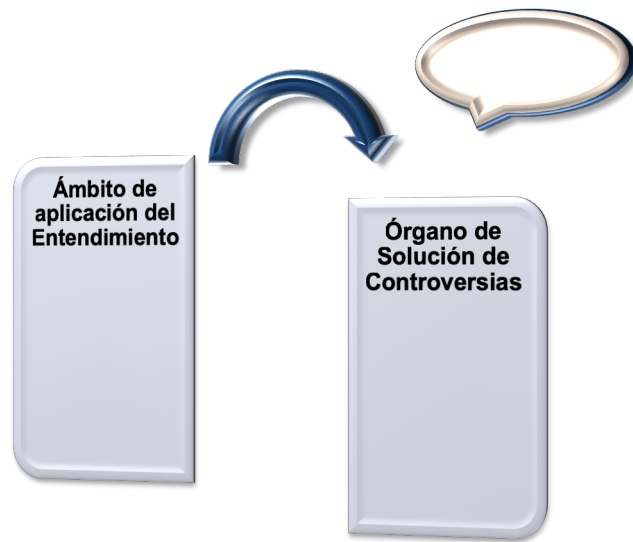 Ámbito de
aplicación del
Entendimiento
Órgano de
Solución de
Controversias